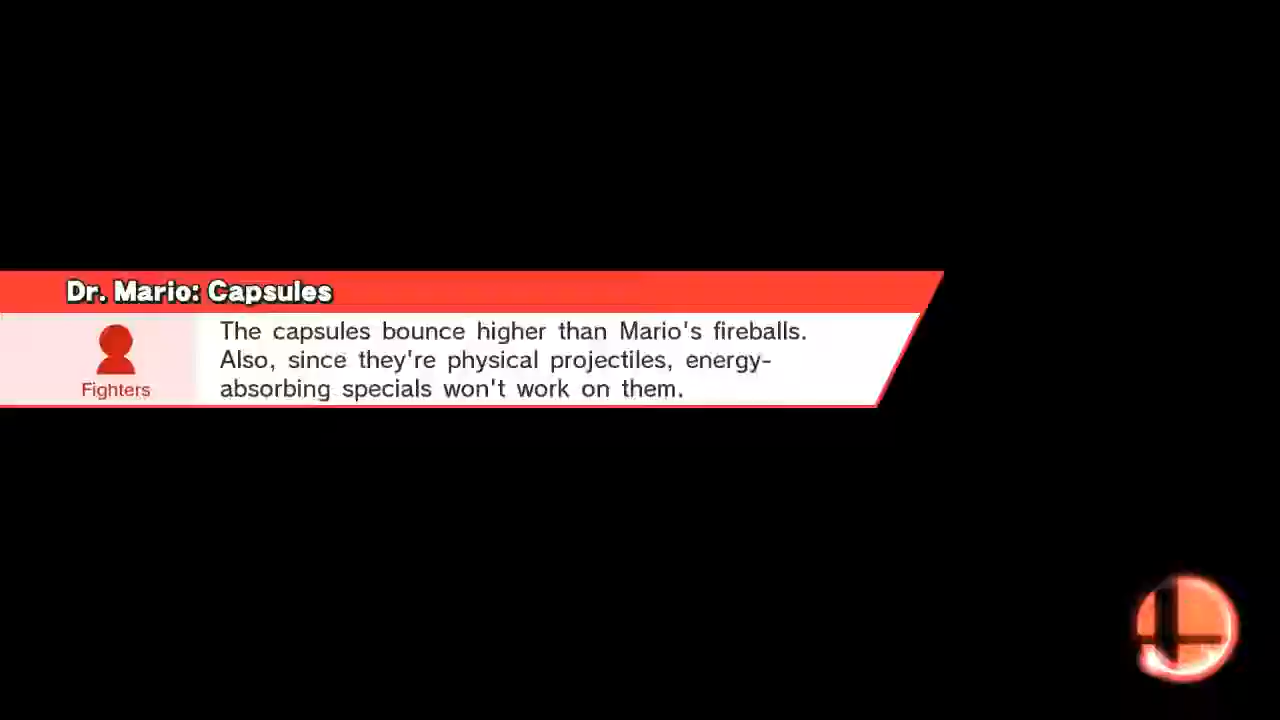 Dr. Mario: Capsules
The capsules bounce higher than Mario's fireballs.
Also, since they're physical projectiles, energy-
absorbing specials won't work on them.
Fighters